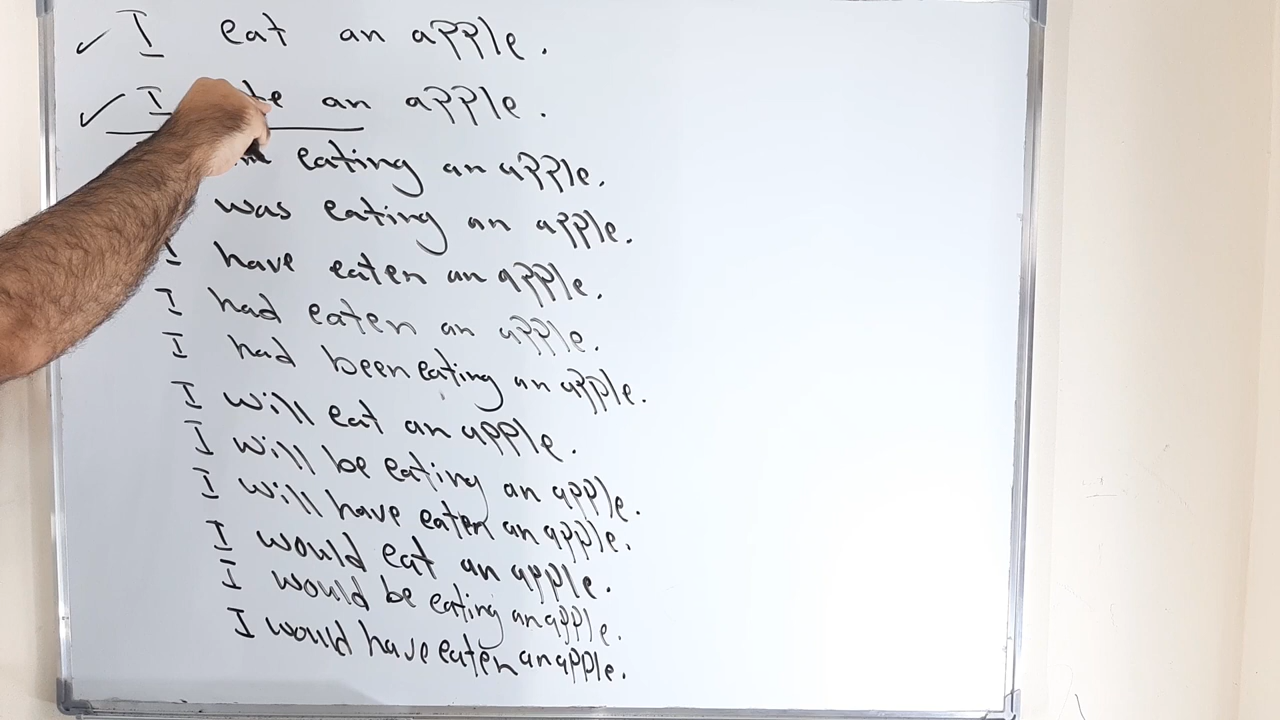 I eat an apple.
I an apple.
eating an apple.
was eating an apple.
I have eaten an apple.
I had eaten an apple.
I had been eating an apple.
I will eat an apple.
I will be eating an apple.
I will have eaten an apple.
I would eat an apple.
I would be eating an apple.
I would have eaten an apple.